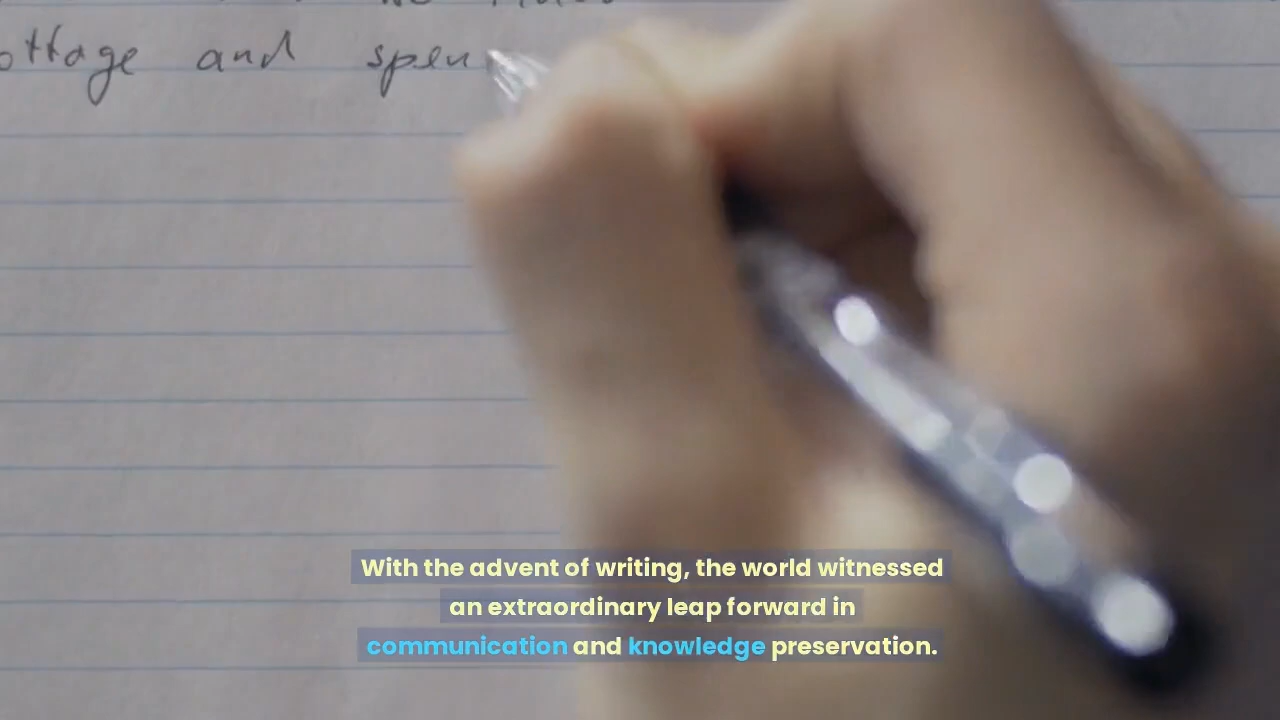 ottage and spen
With the advent of writing, the world witnessed
an extraordinary leap forward in
communication and knowledge preservation.